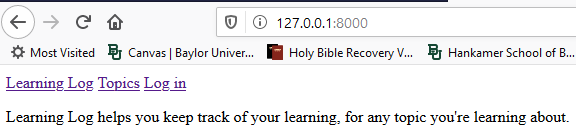 127.0.0.1:8000
Most Visited Canvas | Baylor Univer... Holy Bible Recovery V... Hankamer School of B...
Learning Log Topics Log in
Learning Log helps you keep track of your learning, for any topic you're learning about.